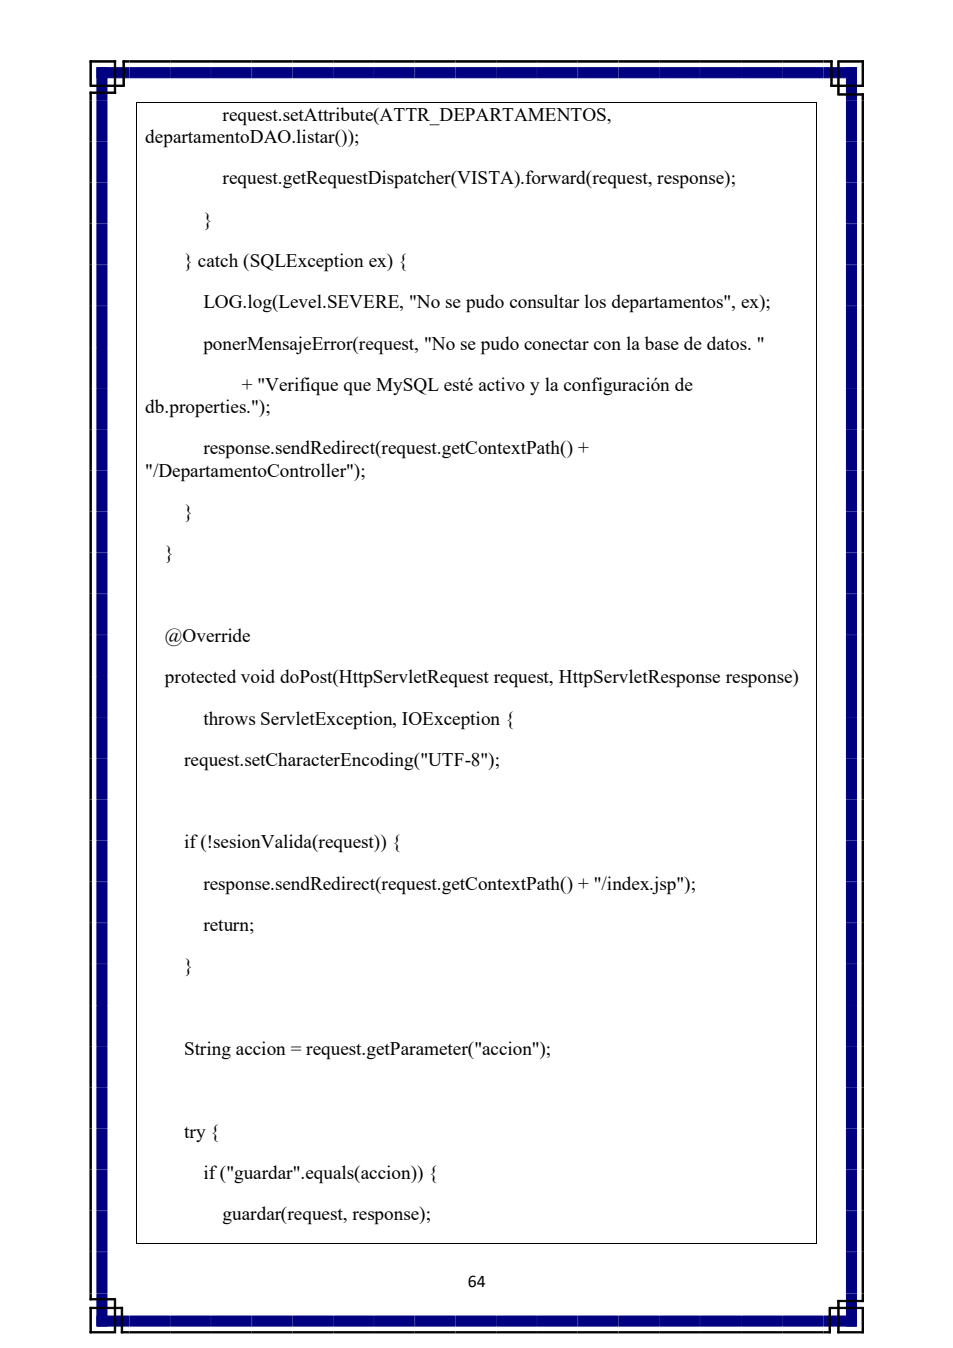 request.setAttribute(ATTR_DEPARTAMENTOS,
departamentoDAO.listar());
request.getRequestDispatcher(VISTA).forward(request, response);
}
} catch (SQLException ex) {
LOG.log(Level.SEVERE, "No se pudo consultar los departamentos", ex);
ponerMensajeError(request, "No se pudo conectar con la base de datos. "
+ "Verifique que MySQL esté activo y la configuración de
db.properties.");
response.sendRedirect(request.getContextPath() +
"/DepartamentoController");
}
}
@Override
protected void doPost(HttpServletRequest request, HttpServletResponse response)
throws ServletException, IOException {
request.setCharacterEncoding("UTF-8");
if (!sesionValida(request)) {
response.sendRedirect(request.getContextPath() + "/index.jsp");
return;
}
String accion = request.getParameter("accion");
try {
if ("guardar".equals(accion)) {
guardar(request, response);
64